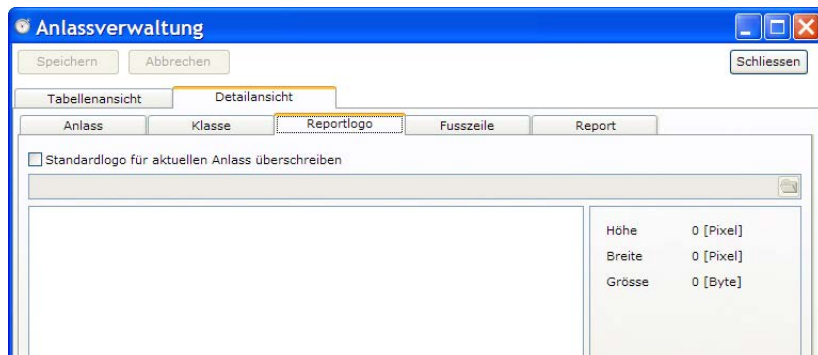 Anlassverwaltung
Speichern Abbrechen Schliessen
Tabellenansicht Detailansicht
Anlass Klasse Reportlogo Fusszeile Report
Standardlogo für aktuellen Anlass überschreiben
Höhe 0 [Pixel]
Breite 0 [Pixel]
Grösse 0 [Byte]